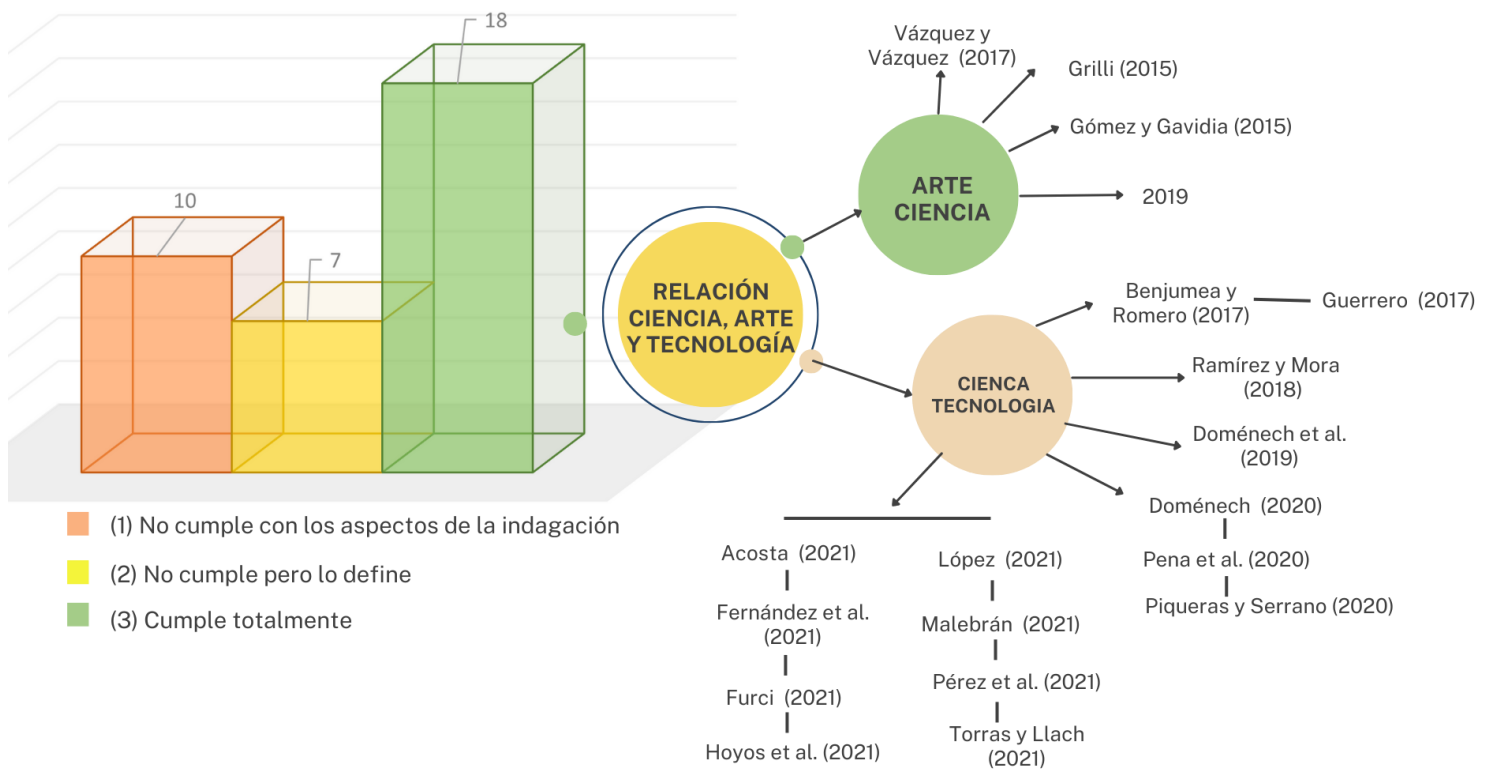 10
7
18
(1) No cumple con los aspectos de la indagación
(2) No cumple pero lo define
(3) Cumple totalmente
RELACIÓN
CIENCIA, ARTE
Y TECNOLOGÍA
ARTE
CIENCIA
Vázquez y
Vázquez (2017)
Grilli (2015)
Gómez y Gavidia (2015)
2019
CIENCA
TECNOLOGIA
Benjumea y
Romero (2017)
Guerrero (2017)
Ramírez y Mora
(2018)
Doménech et al.
(2019)
Doménech (2020)
Pena et al. (2020)
Piqueras y Serrano (2020)
Acosta (2021)
Fernández et al.
(2021)
Furci (2021)
Hoyos et al. (2021)
López (2021)
Malebrán (2021)
Pérez et al. (2021)
Torras y Llach
(2021)